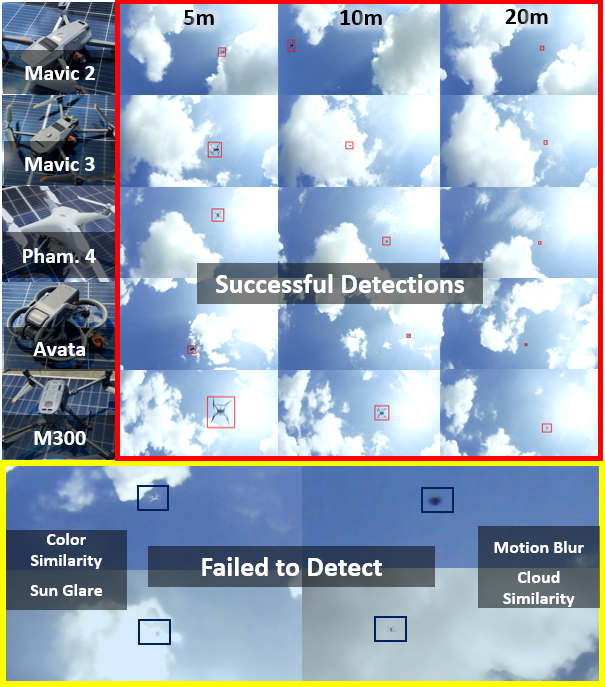 5m
10m
20m
Mavic 2
Mavic 3
Pham. 4
Successful Detections
Avata
M300
Color
Similarity
Sun Glare
Failed to Detect
Motion Blur
Cloud
Similarity